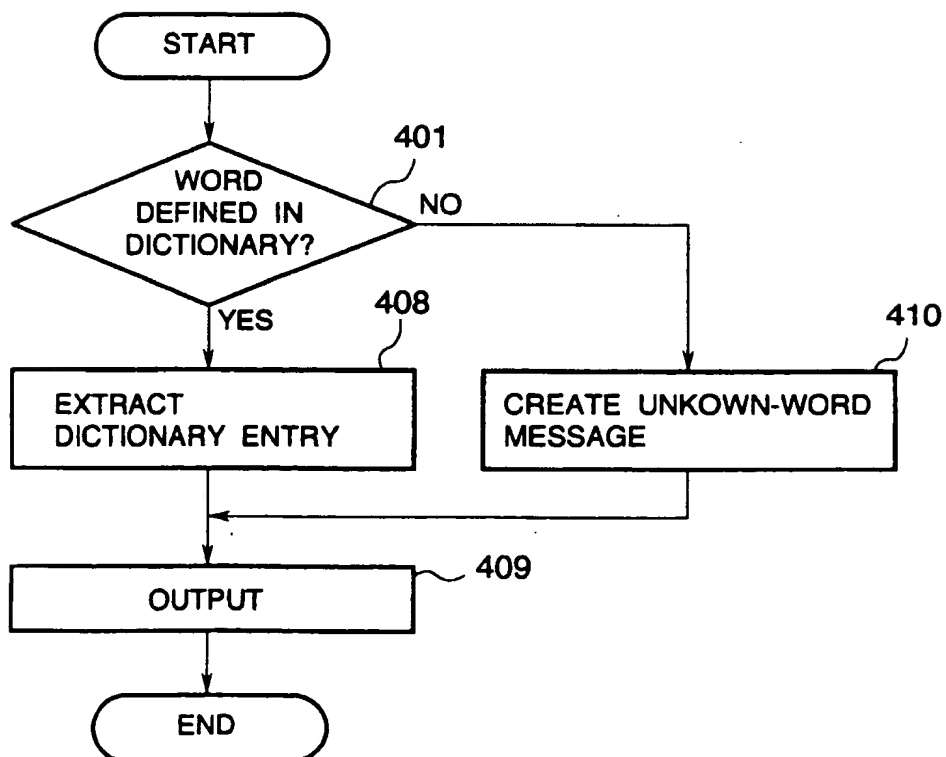 START
401
WORD
DEFINED IN
DICTIONARY?
NO
YES
408
410
EXTRACT
DICTIONARY ENTRY
CREATE UNKOWN-WORD
MESSAGE
409
OUTPUT
END